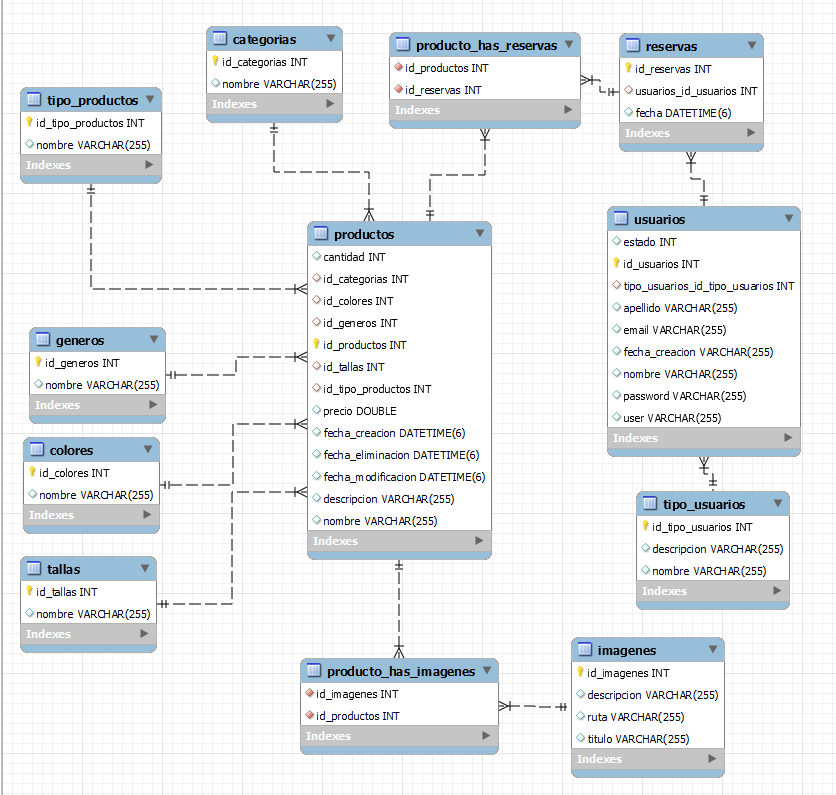 categorias
id_categorias INT
nombre VARCHAR(255)
Indexes
producto_has_reservas
id_productos INT
id_reservas INT
Indexes
reservas
id_reservas INT
usuarios_id_usuarios INT
fecha DATETIME(6)
Indexes
tipo_productos
id_tipo_productos INT
nombre VARCHAR(255)
Indexes
productos
cantidad INT
id_categorias INT
id_colores INT
id_generos INT
id_productos INT
id_tallas INT
id_tipo_productos INT
precio DOUBLE
fecha_creacion DATETIME(6)
fecha_eliminacion DATETIME(6)
fecha_modificacion DATETIME(6)
descripcion VARCHAR(255)
nombre VARCHAR(255)
Indexes
usuarios
estado INT
id_usuarios INT
tipo_usuarios_id_tipo_usuarios INT
apellido VARCHAR(255)
email VARCHAR(255)
fecha_creacion VARCHAR(255)
nombre VARCHAR(255)
password VARCHAR(255)
user VARCHAR(255)
Indexes
generos
id_generos INT
nombre VARCHAR(255)
Indexes
colores
id_colores INT
nombre VARCHAR(255)
Indexes
tallas
id_tallas INT
nombre VARCHAR(255)
Indexes
tipo_usuarios
id_tipo_usuarios INT
descripcion VARCHAR(255)
nombre VARCHAR(255)
Indexes
producto_has_imagenes
id_imagenes INT
id_productos INT
Indexes
imagenes
id_imagenes INT
descripcion VARCHAR(255)
ruta VARCHAR(255)
titulo VARCHAR(255)
Indexes